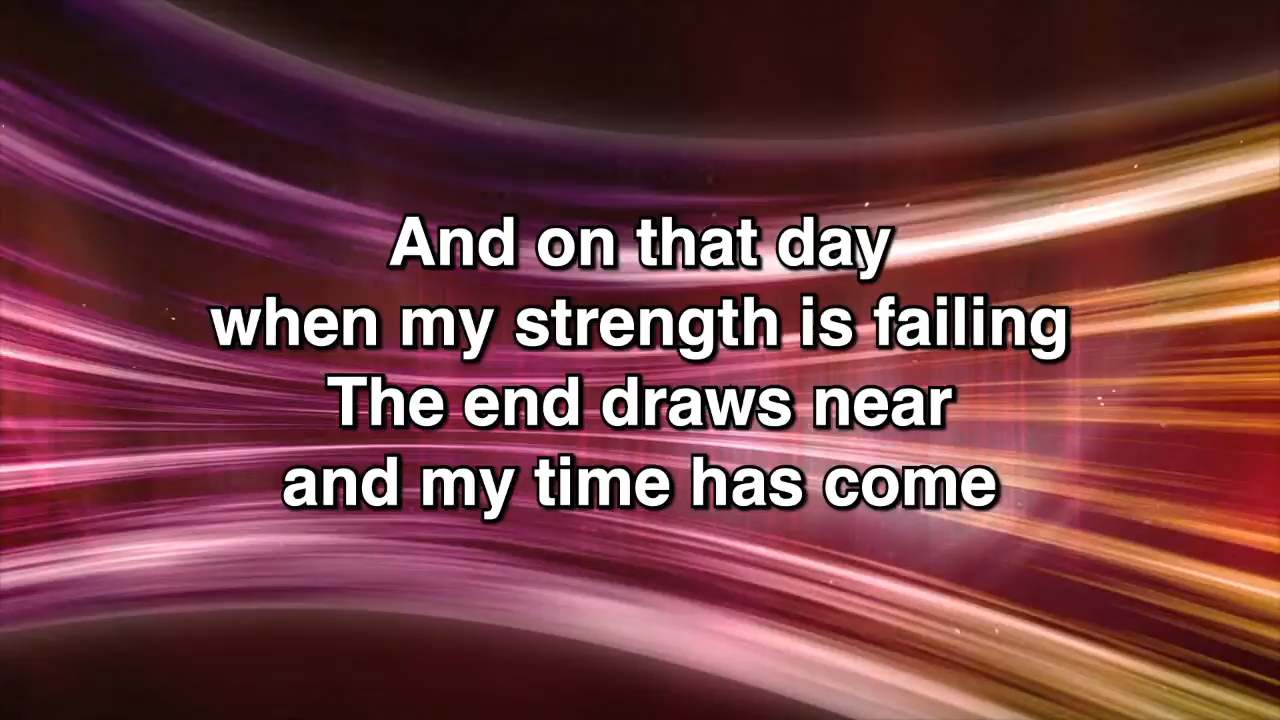 And on that day
when my strength is failing
The end draws near
and my time has come